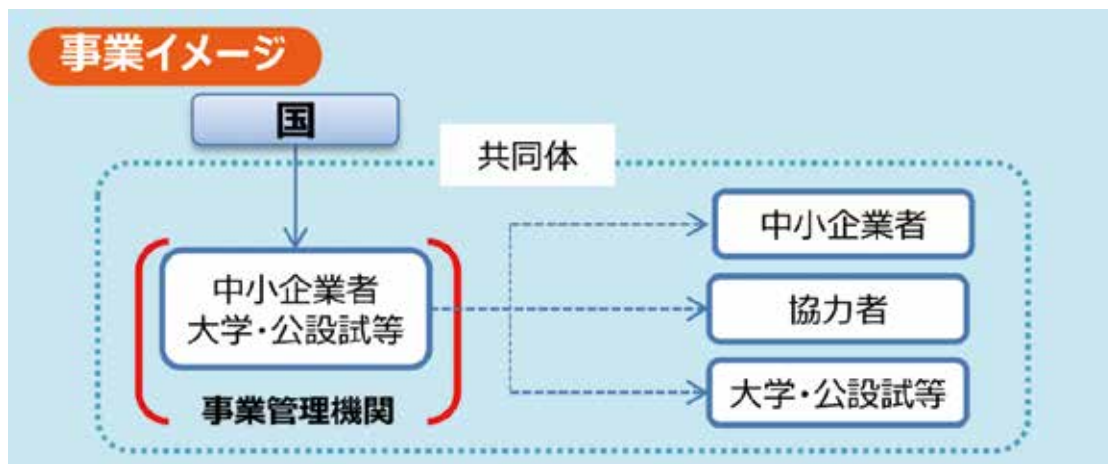 事業イメージ
国
共同体
中小企業者
大学・公設試等
事業管理機関
中小企業者
協力者
大学・公設試等